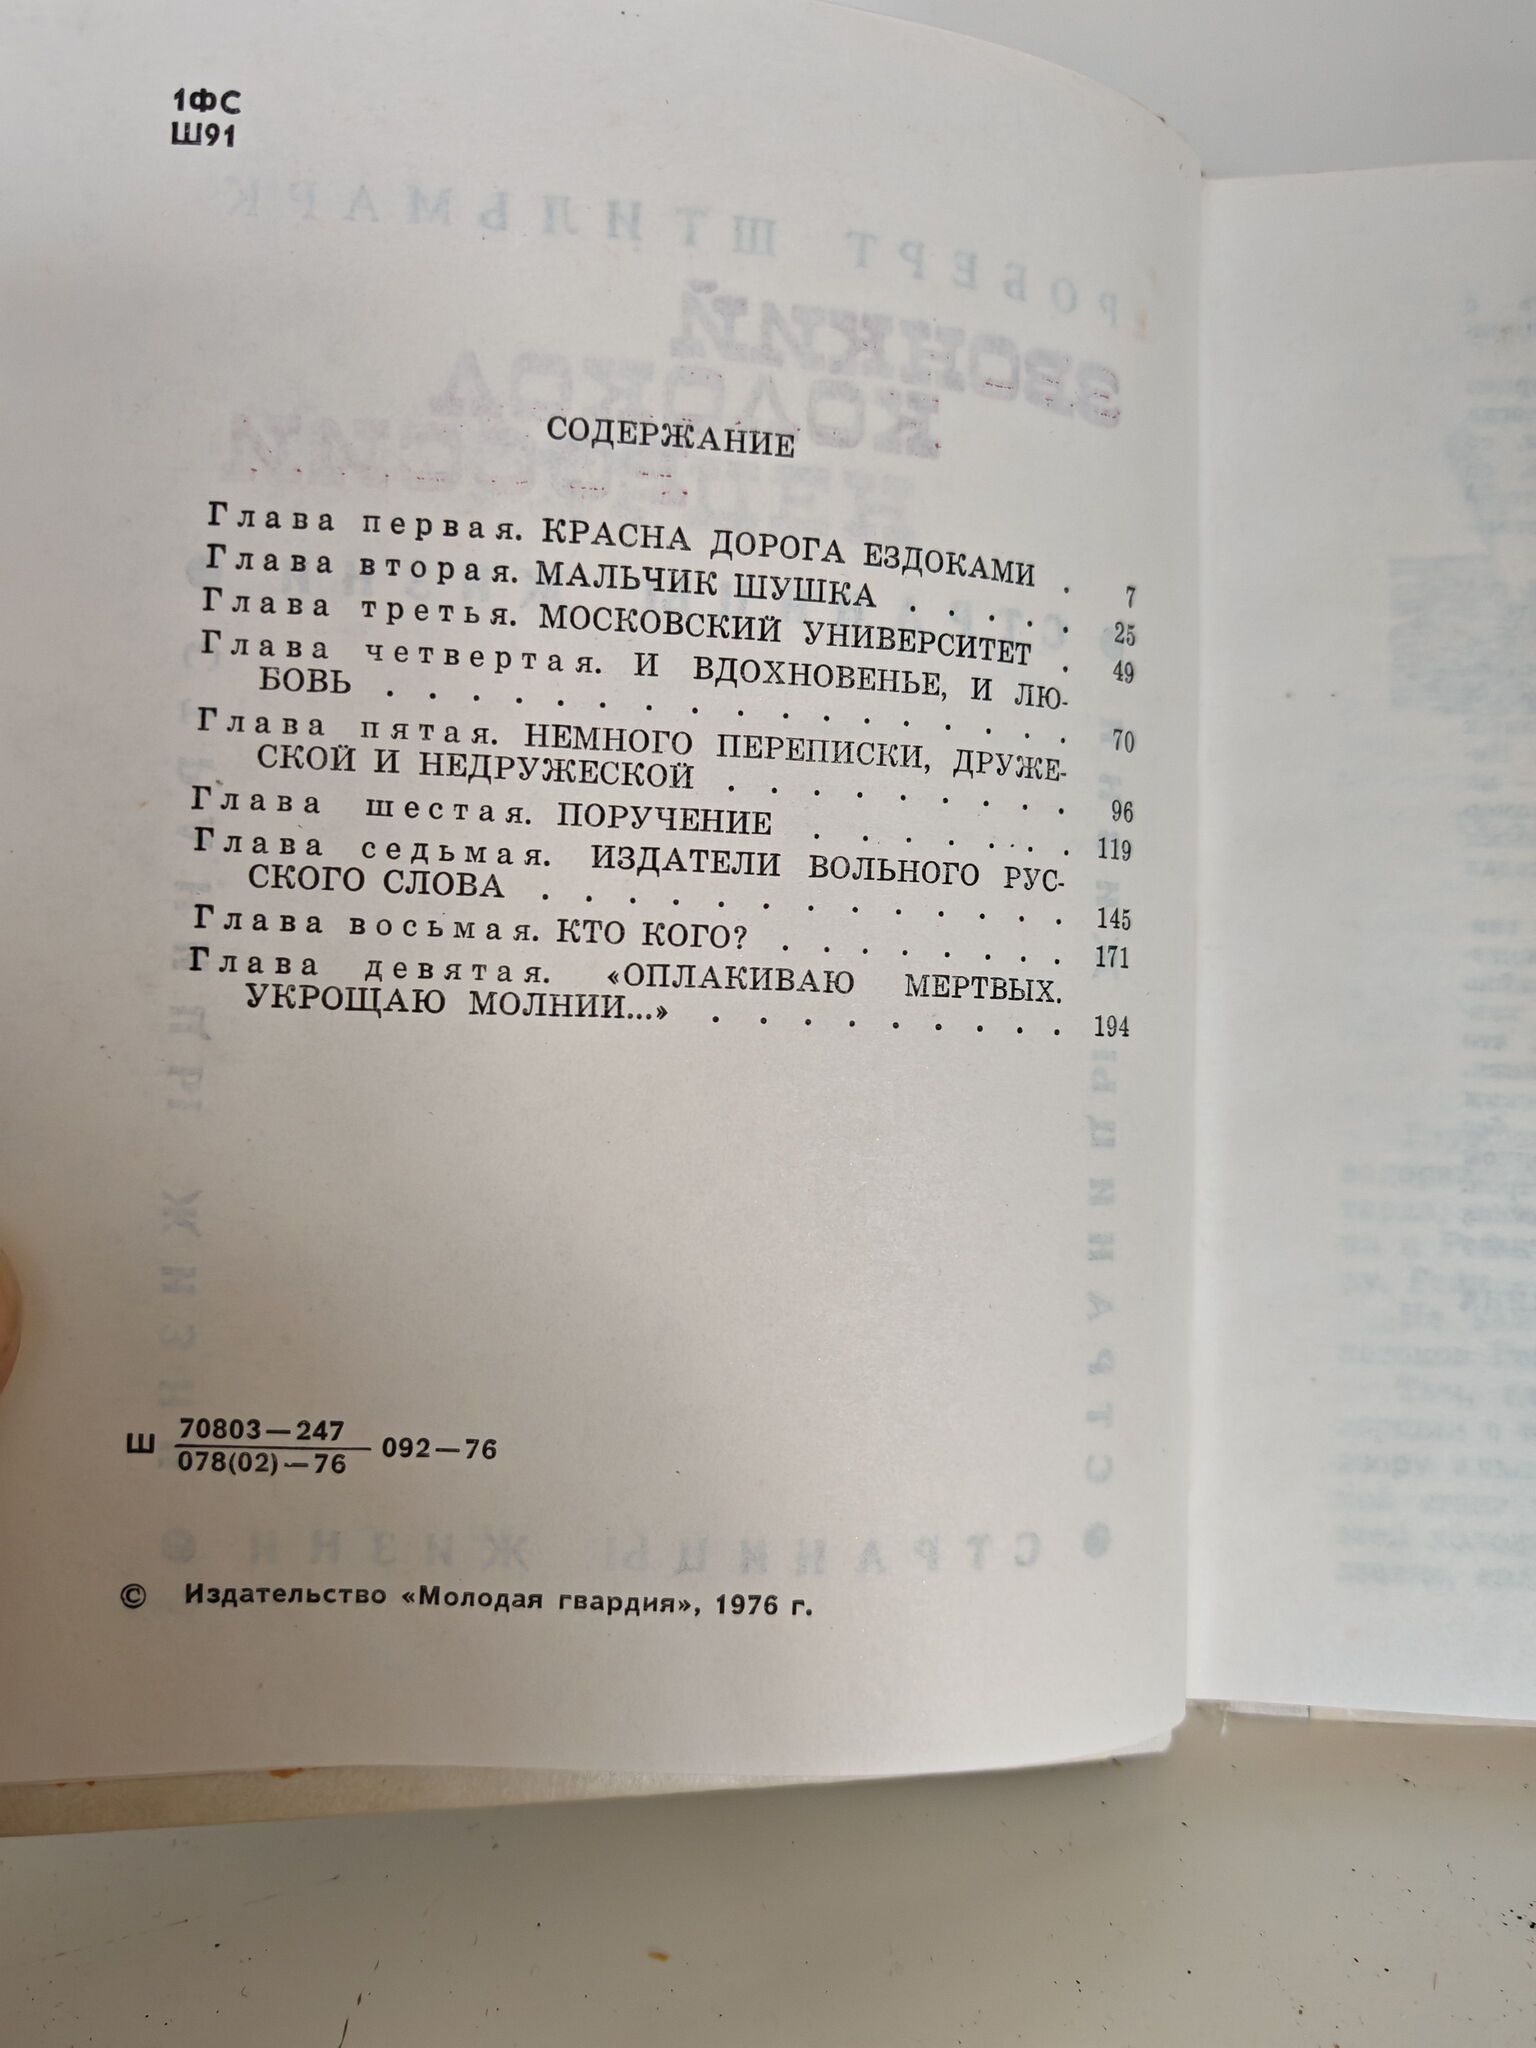 1ФС
Ш91
СОДЕРЖАНИЕ
Глава первая. КРАСНА ДОРОГА ЕЗДОКАМИ . 7
Глава вторая. МАЛЬЧИК ШУШКА . . . . . 25
Глава третья. МОСКОВСКИЙ УНИВЕРСИТЕТ . 49
Глава четвертая. И ВДОХНОВЕНЬЕ, И ЛЮ-
БОВЬ . . . . . . . . . . . . . . . . . 70
Глава пятая. НЕМНОГО ПЕРЕПИСКИ, ДРУЖЕ-
СКОЙ И НЕДРУЖЕСКОЙ . . . . . . . . . 96
Глава шестая. ПОРУЧЕНИЕ . . . . . . . 119
Глава седьмая. ИЗДАТЕЛИ ВОЛЬНОГО РУС-
СКОГО СЛОВА . . . . . . . . . . . . . 145
Глава восьмая. КТО КОГО? . . . . . . . . 171
Глава девятая. «ОПЛАКИВАЮ МЕРТВЫХ.
УКРОЩАЮ МОЛНИИ...» . . . . . . . . . 194
Ш 70803—247
078(02)—76 092—76
© Издательство «Молодая гвардия», 1976 г.